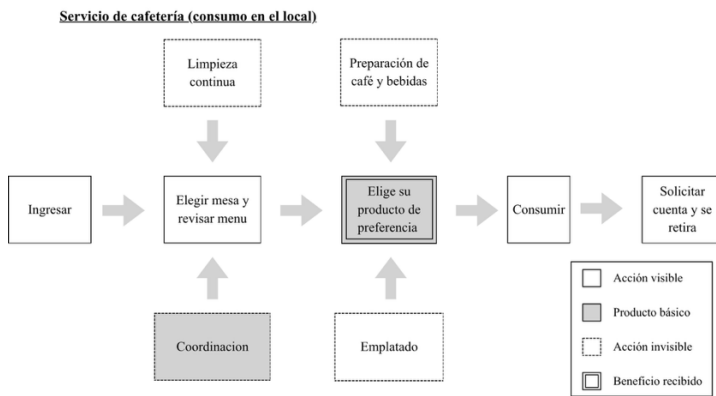 Servicio de cafetería (consumo en el local)
Limpieza
continua
Preparación de
café y bebidas
Ingresar
Elegir mesa y
revisar menu
Elige su
producto de
preferencia
Consumir
Solicitar
cuenta y se
retira
Coordinacion
Emplatado
Acción visible
Producto básico
Acción invisible
Beneficio recibido